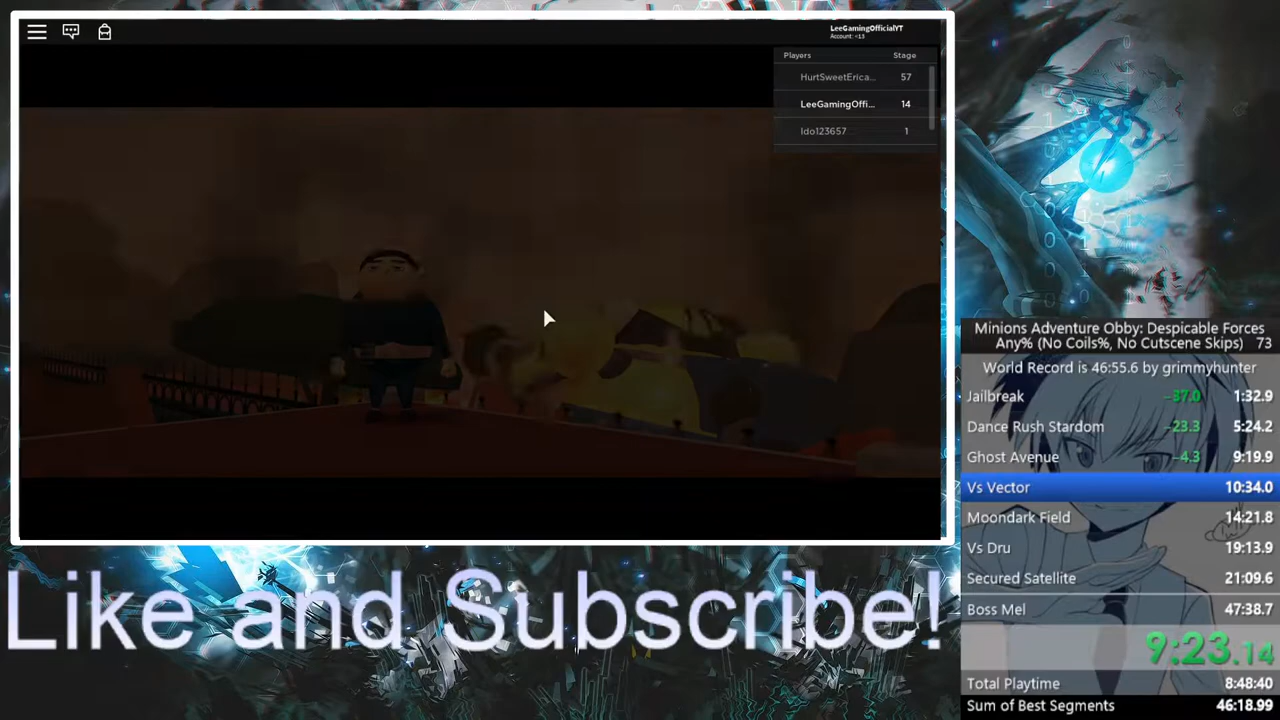 LeeGamingOfficialYT
Account: <13
Players Stage
HurtSweetErica... 57
LeeGamingOffi... 14
Ido123657 1
Minions Adventure Obby: Despicable Forces
Any% (No Coils%, No Cutscene Skips) 73
World Record is 46:55.6 by grimmyhunter
Jailbreak -37.0 1:32.9
Dance Rush Stardom -23.3 5:24.2
Ghost Avenue -4.3 9:19.9
Vs Vector 10:34.0
Moondark Field 14:21.8
Vs Dru 19:13.9
Secured Satellite 21:09.6
Boss Mel 47:38.7
9:23.14
Total Playtime 8:48:40
Sum of Best Segments 46:18.99
Like and Subscribe!